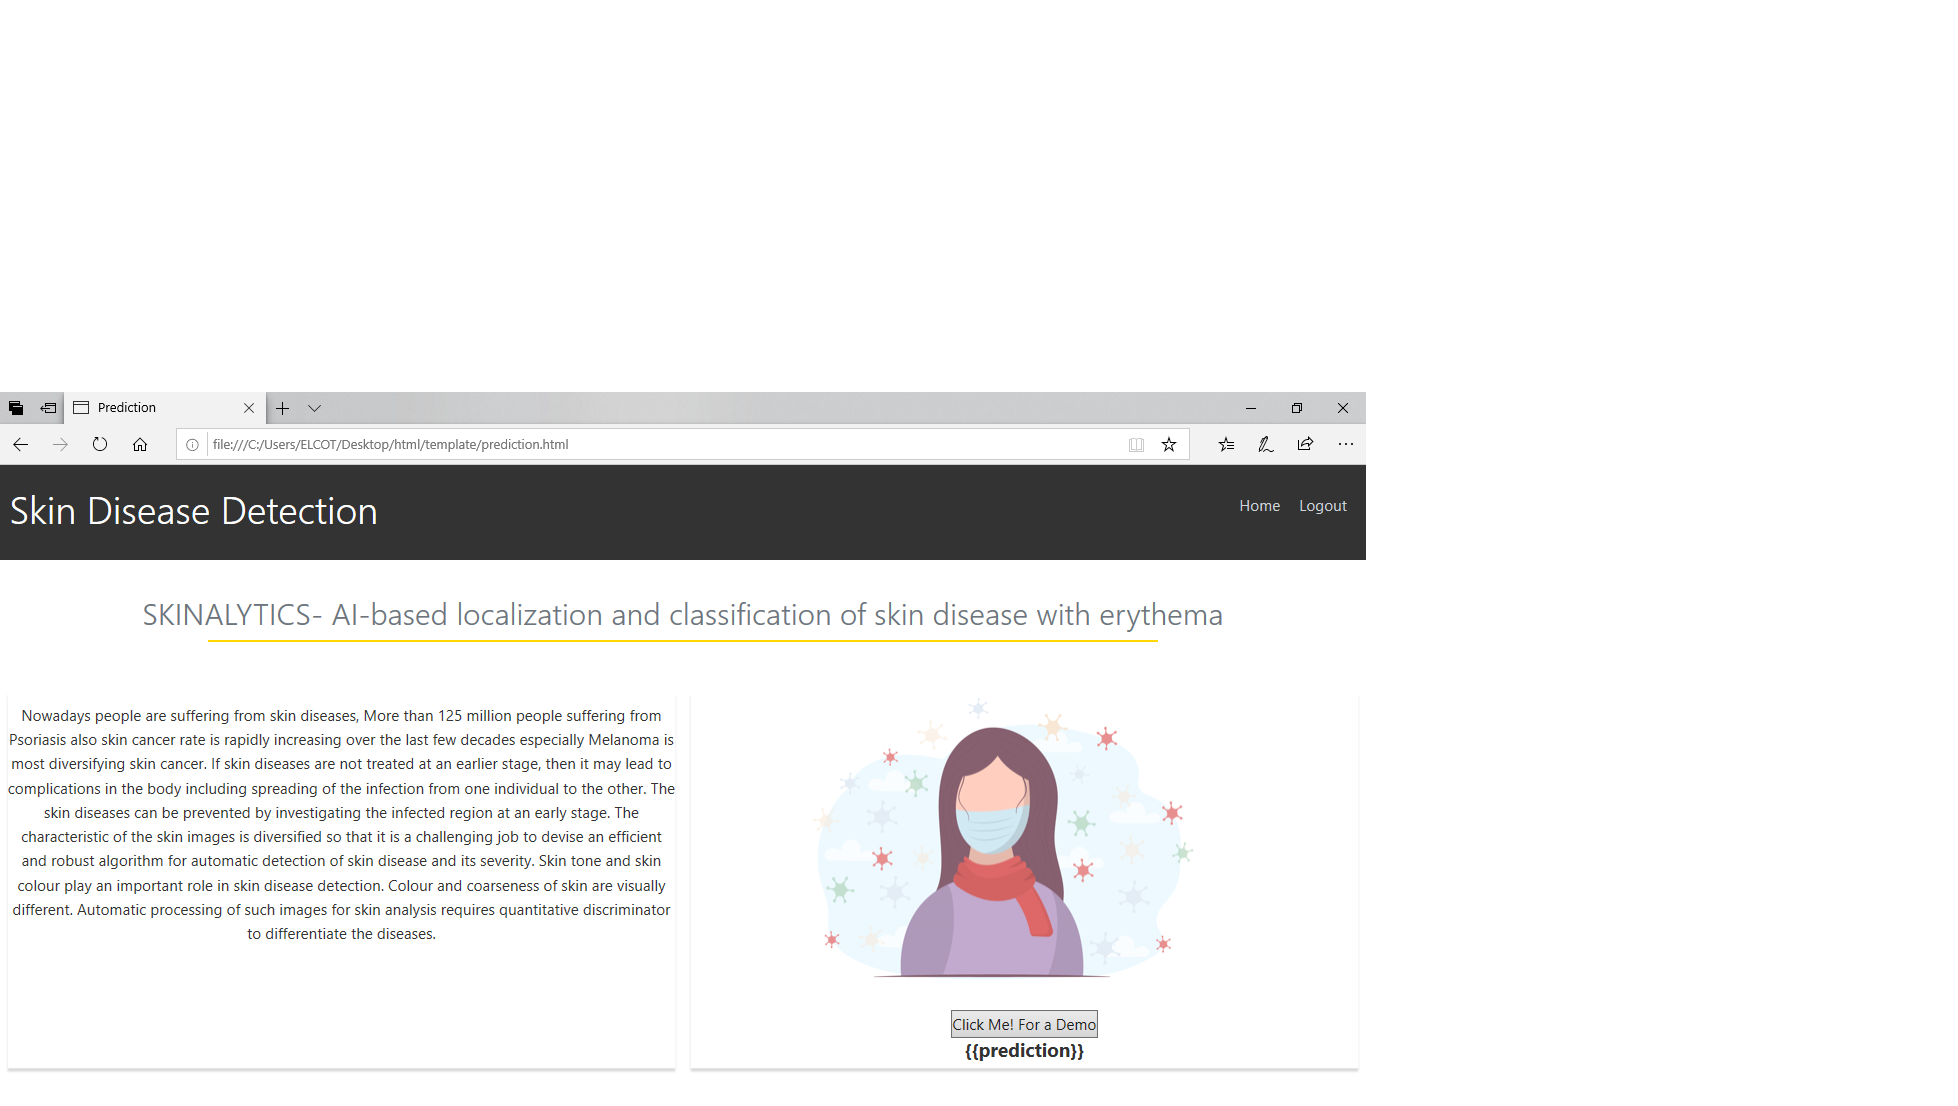 Prediction
file:///C:/Users/ELCOT/Desktop/html/template/prediction.html
Skin Disease Detection
Home Logout
SKINALYTICS- AI-based localization and classification of skin disease with erythema
Nowadays people are suffering from skin diseases, More than 125 million people suffering from
Psoriasis also skin cancer rate is rapidly increasing over the last few decades especially Melanoma is
most diversifying skin cancer. If skin diseases are not treated at an earlier stage, then it may lead to
complications in the body including spreading of the infection from one individual to the other. The
skin diseases can be prevented by investigating the infected region at an early stage. The
characteristic of the skin images is diversified so that it is a challenging job to devise an efficient
and robust algorithm for automatic detection of skin disease and its severity. Skin tone and skin
colour play an important role in skin disease detection. Colour and coarseness of skin are visually
different. Automatic processing of such images for skin analysis requires quantitative discriminator
to differentiate the diseases.
Click Me! For a Demo
{{prediction}}